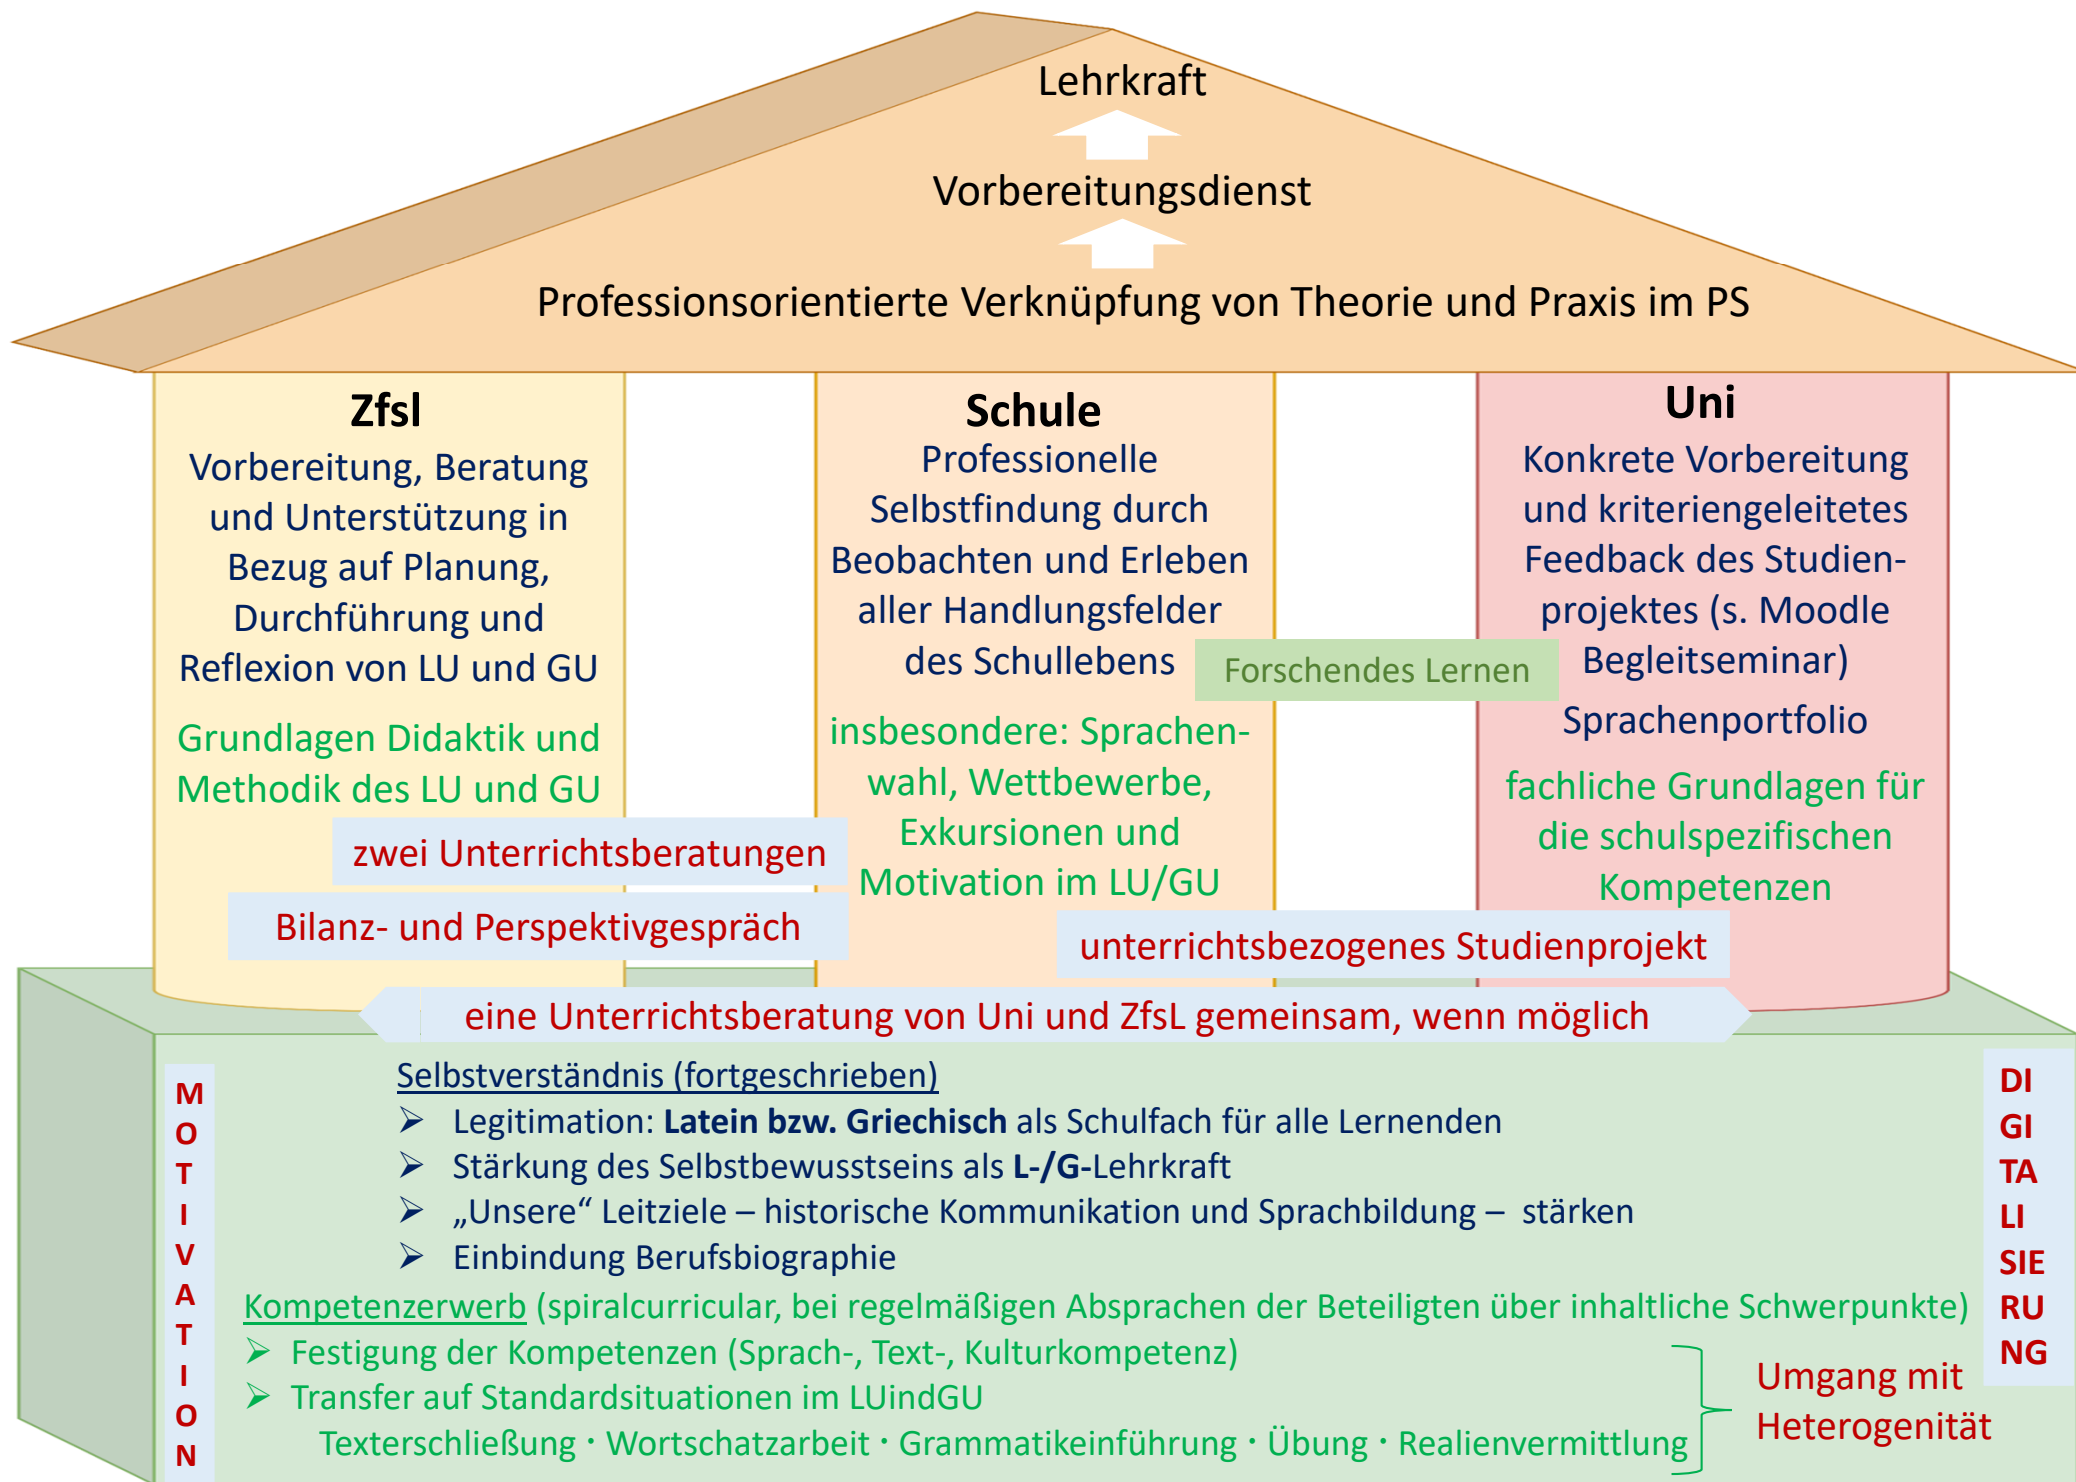 Lehrkraft
Vorbereitungsdienst
Professionsorientierte Verknüpfung von Theorie und Praxis im PS
Zfsl
Vorbereitung, Beratung
und Unterstützung in
Bezug auf Planung,
Durchführung und
Reflexion von LU und GU
Grundlagen Didaktik und
Methodik des LU und GU
Schule
Professionelle
Selbstfindung durch
Beobachten und Erleben
aller Handlungsfelder
des Schullebens
insbesondere: Sprachen-
wahl, Wettbewerbe,
Exkursionen und
Motivation im LU/GU
Uni
Konkrete Vorbereitung
und kriteriengeleitetes
Feedback des Studien-
projektes (s. Moodle
Begleitseminar)
Sprachenportfolio
fachliche Grundlagen für
die schulspezifischen
Kompetenzen
Forschendes Lernen
zwei Unterrichtsberatungen
Bilanz- und Perspektivgespräch
unterrichtsbezogenes Studienprojekt
eine Unterrichtsberatung von Uni und ZfsL gemeinsam, wenn möglich
M
O
T
I
V
A
T
I
O
N
Selbstverständnis (fortgeschrieben)
➢ Legitimation: Latein bzw. Griechisch als Schulfach für alle Lernenden
➢ Stärkung des Selbstbewusstseins als L-/G-Lehrkraft
➢ „Unsere“ Leitziele – historische Kommunikation und Sprachbildung – stärken
➢ Einbindung Berufsbiographie
Kompetenzerwerb (spiralcurricular, bei regelmäßigen Absprachen der Beteiligten über inhaltliche Schwerpunkte)
➢ Festigung der Kompetenzen (Sprach-, Text-, Kulturkompetenz)
➢ Transfer auf Standardsituationen im LUindGU
Texterschließung · Wortschatzarbeit · Grammatikeinführung · Übung · Realienvermittlung
Umgang mit
Heterogenität
DI
GI
TA
LI
SIE
RU
NG